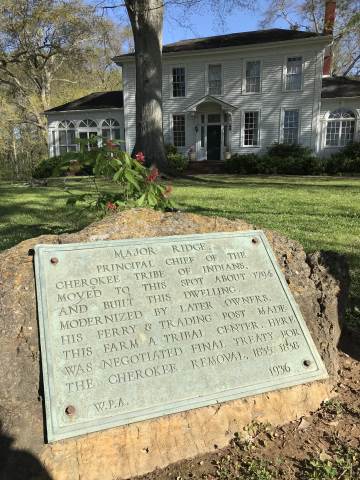 MAJOR RIDGE,
PRINCIPAL CHIEF OF THE
CHEROKEE TRIBE OF INDIANS,
MOVED TO THIS SPOT ABOUT 1794
AND BUILT THIS DWELLING
MODERNIZED BY LATER OWNERS.
HIS FERRY & TRADING POST MADE
THIS FARM A TRIBAL CENTER. HERE
WAS NEGOTIATED FINAL TREATY FOR
THE CHEROKEE REMOVAL, 1835-1838
W.P.A. 1936